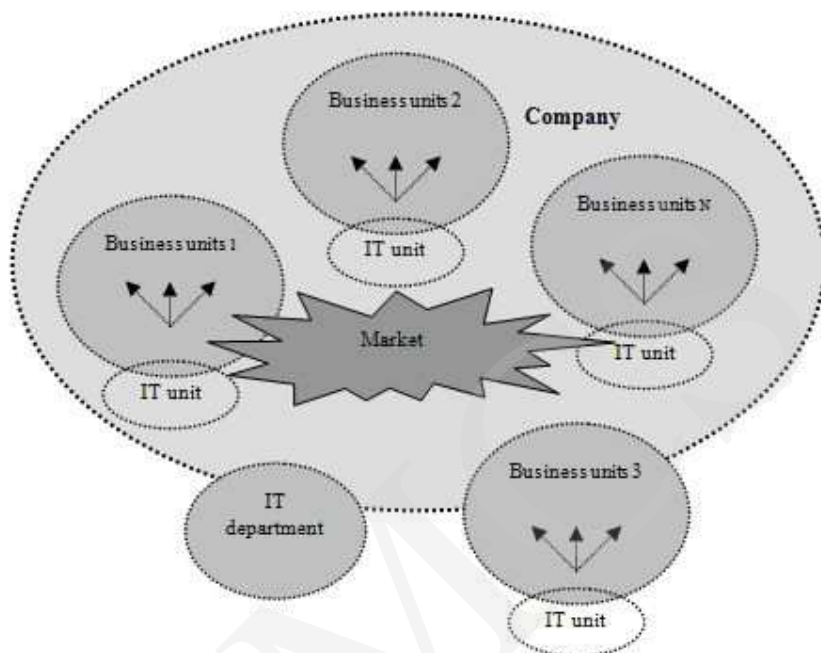 Business units 2
Company
Business units N
Business units 1
IT unit
Market
IT unit
IT unit
Business units 3
IT
department
IT unit